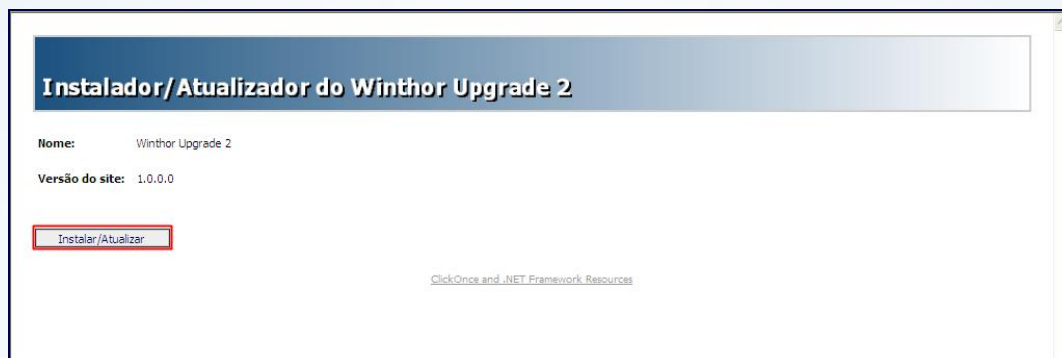 Instalador/Atualizador do Winthor Upgrade 2
Nome: Winthor Upgrade 2
Versão do site: 1.0.0.0
Instalar/Atualizar
ClickOnce and .NET Framework Resources